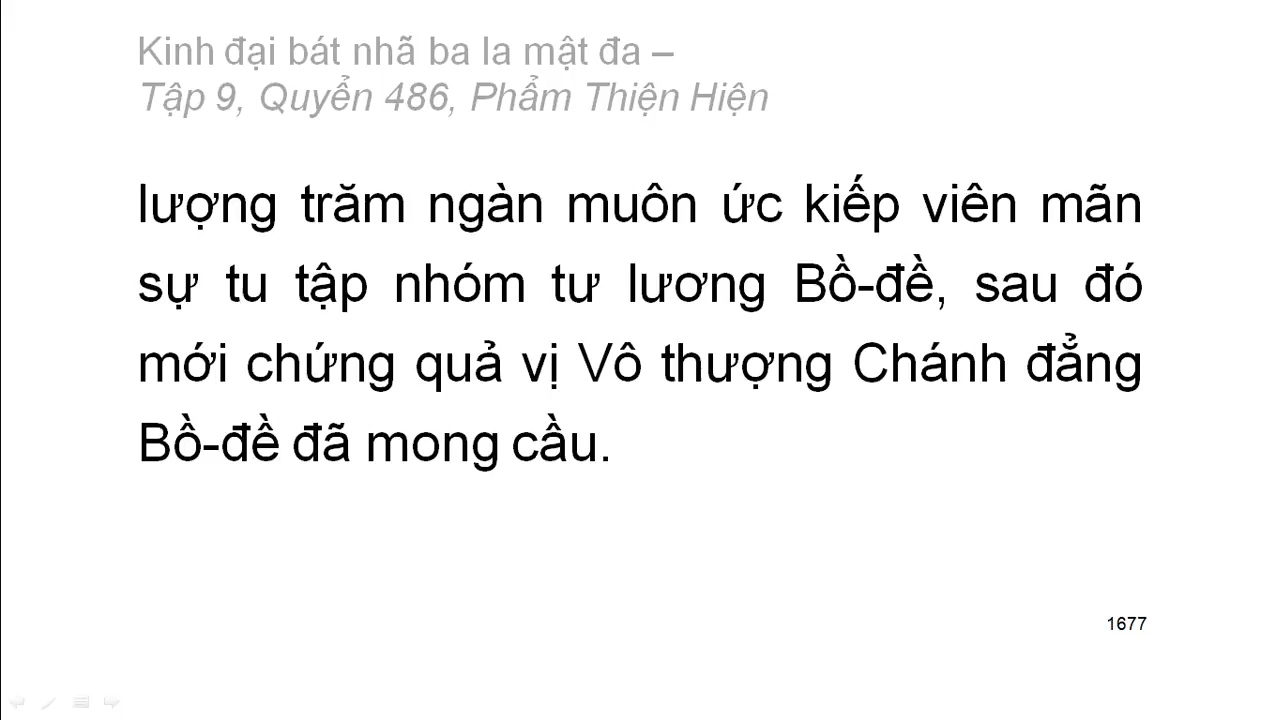 Kinh đại bát nhã ba la mật đa –
Tập 9, Quyển 486, Phẩm Thiện Hiện
lượng trăm ngàn muôn ức kiếp viên mãn
sự tu tập nhóm tư lương Bồ-đề, sau đó
mới chứng quả vị Vô thượng Chánh đẳng
Bồ-đề đã mong cầu.
1677